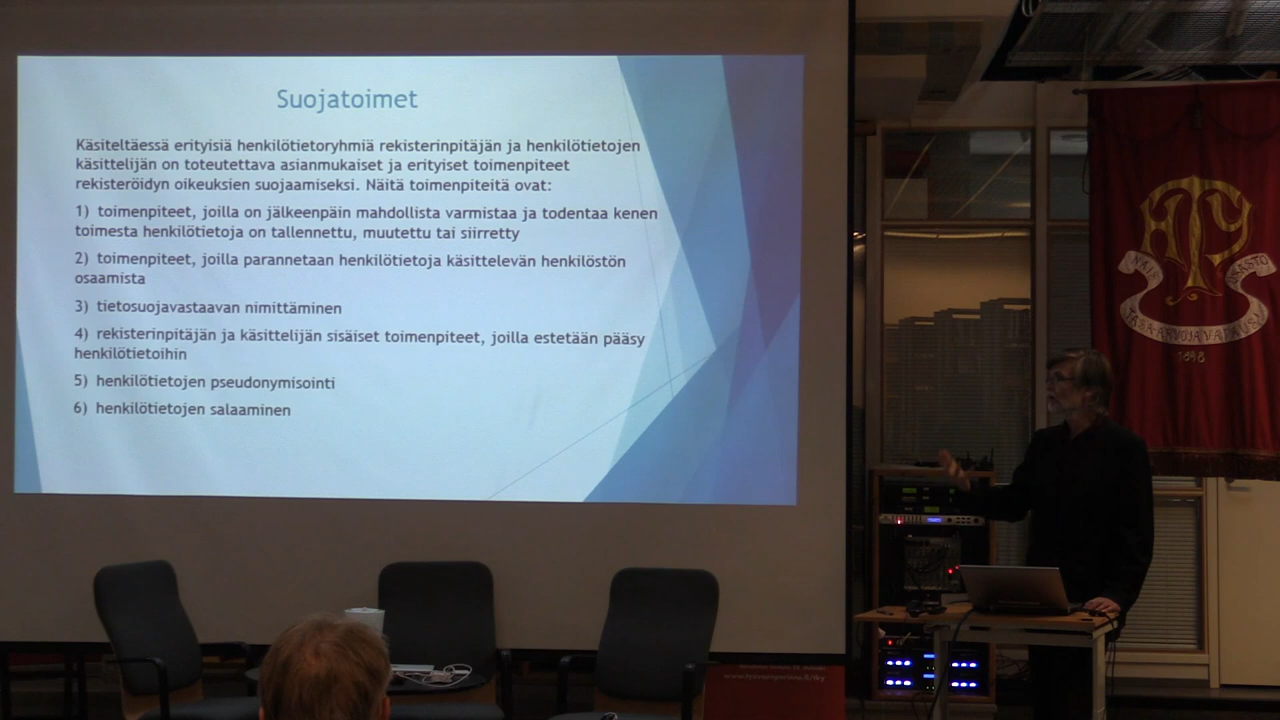 Suojatoimet
Käsiteltäessä erityisiä henkilötietoryhmiä rekisterinpitäjän ja henkilötietojen
käsittelijän on toteutettava asianmukaiset ja erityiset toimenpiteet
rekisteröidyn oikeuksien suojaamiseksi. Näitä toimenpiteitä ovat:
1) toimenpiteet, joilla on jälkeenpäin mahdollista varmistaa ja todentaa kenen
toimesta henkilötietoja on tallennettu, muutettu tai siirretty
2) toimenpiteet, joilla parannetaan henkilötietoja käsittelevän henkilöstön
osaamista
3) tietosuojavastaavan nimittäminen
4) rekisterinpitäjän ja käsittelijän sisäiset toimenpiteet, joilla estetään pääsy
henkilötietoihin
5) henkilötietojen pseudonymisointi
6) henkilötietojen salaaminen
HTY
1898